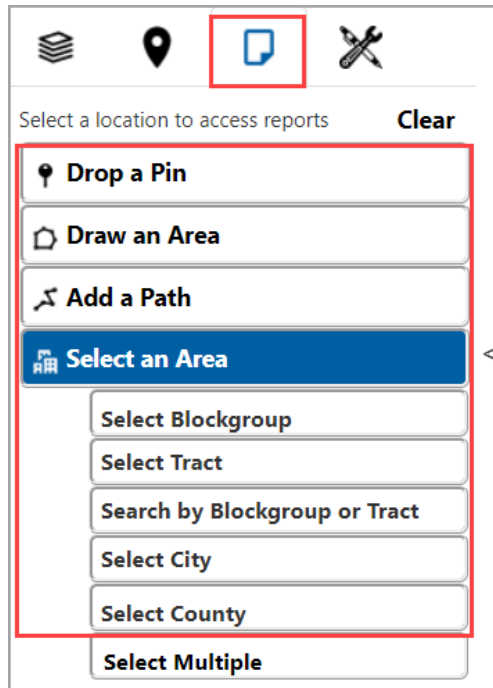 Select a location to access reports Clear
Drop a Pin
Draw an Area
Add a Path
Select an Area
<
Select Blockgroup
Select Tract
Search by Blockgroup or Tract
Select City
Select County
Select Multiple